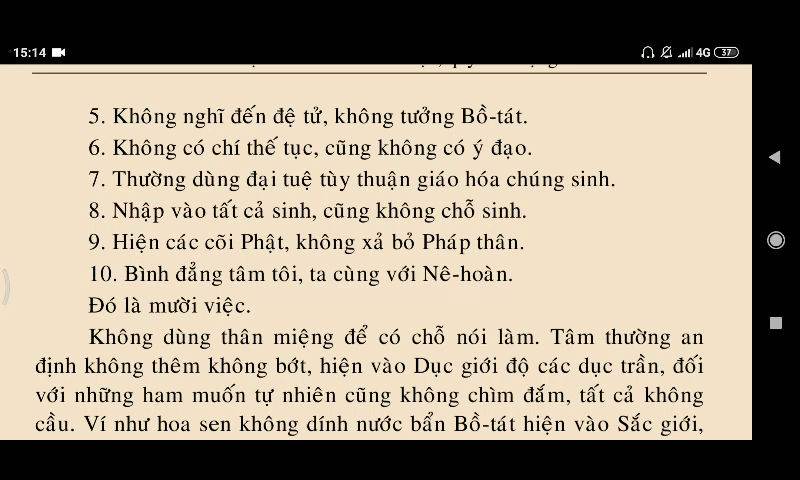 15:14
4G 37
5. Không nghĩ đến đệ tử, không tưởng Bồ-tát.
6. Không có chí thế tục, cũng không có ý đạo.
7. Thường dùng đại tuệ tùy thuận giáo hóa chúng sinh.
8. Nhập vào tất cả sinh, cũng không chỗ sinh.
9. Hiện các cõi Phật, không xả bỏ Pháp thân.
10. Bình đẳng tâm tôi, ta cùng với Nê-hoàn.
Đó là mười việc.
Không dùng thân miệng để có chỗ nói làm. Tâm thường an
định không thêm không bớt, hiện vào Dục giới độ các dục trần, đối
với những ham muốn tự nhiên cũng không chìm đắm, tất cả không
cầu. Ví như hoa sen không dính nước bẩn Bồ-tát hiện vào Sắc giới,